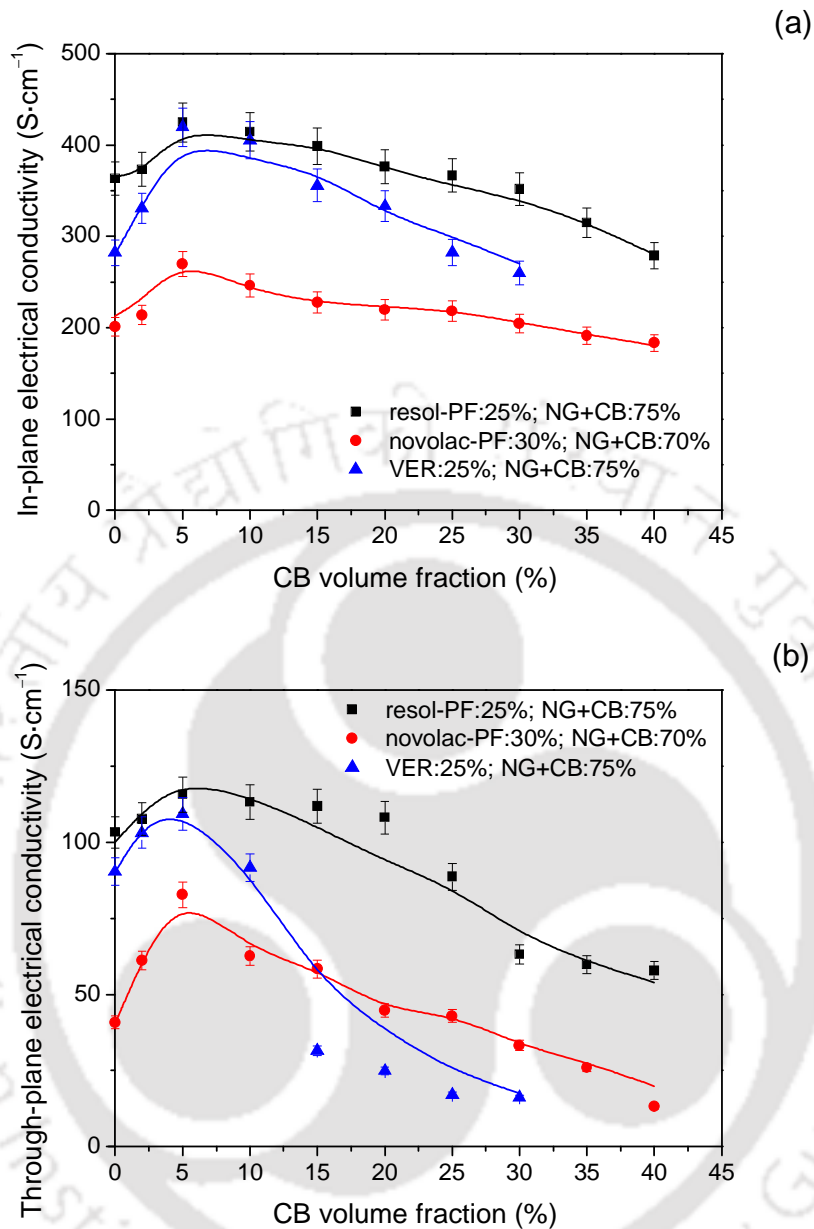 (a)
In-plane electrical conductivity (S·cm⁻¹)
500
400
300
200
100
0
resol-PF:25%; NG+CB:75%
novolac-PF:30%; NG+CB:70%
VER:25%; NG+CB:75%
0 5 10 15 20 25 30 35 40 45
CB volume fraction (%)
(b)
Through-plane electrical conductivity (S·cm⁻¹)
150
100
50
0
resol-PF:25%; NG+CB:75%
novolac-PF:30%; NG+CB:70%
VER:25%; NG+CB:75%
0 5 10 15 20 25 30 35 40 45
CB volume fraction (%)